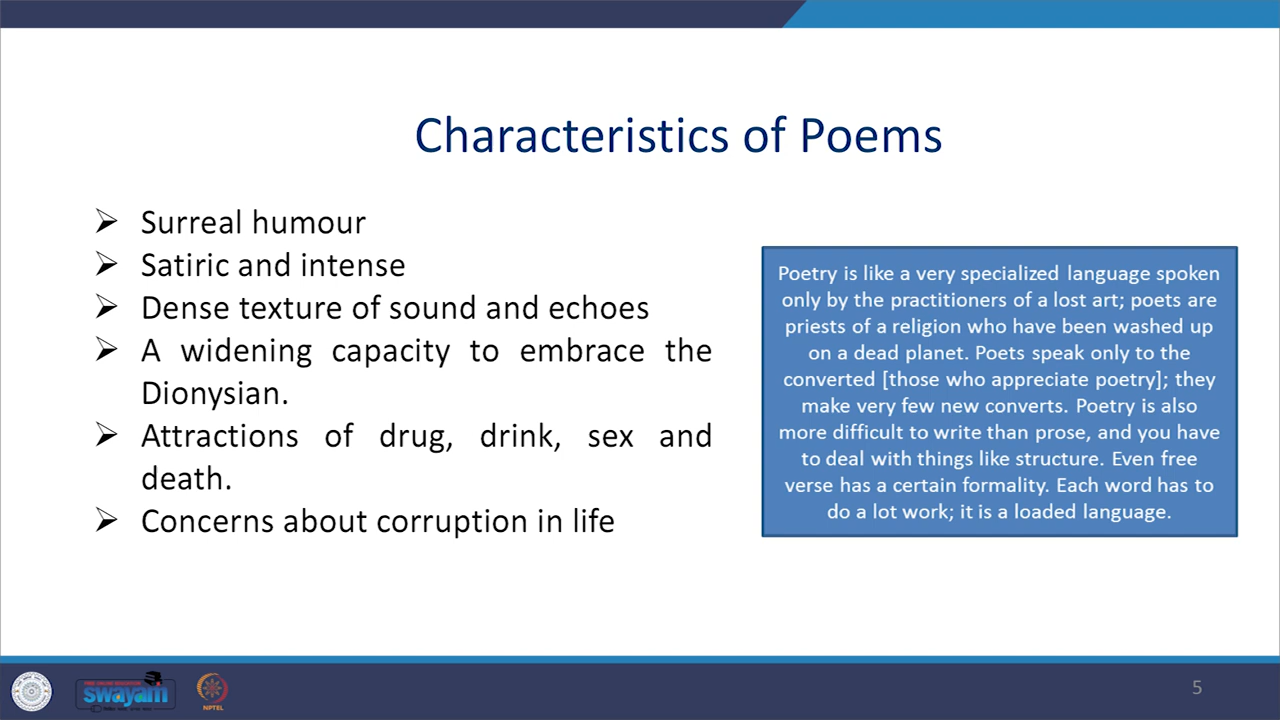 Characteristics of Poems
➢ Surreal humour
➢ Satiric and intense
➢ Dense texture of sound and echoes
➢ A widening capacity to embrace the
Dionysian.
➢ Attractions of drug, drink, sex and
death.
➢ Concerns about corruption in life
Poetry is like a very specialized language spoken
only by the practitioners of a lost art; poets are
priests of a religion who have been washed up
on a dead planet. Poets speak only to the
converted [those who appreciate poetry]; they
make very few new converts. Poetry is also
more difficult to write than prose, and you have
to deal with things like structure. Even free
verse has a certain formality. Each word has to
do a lot work; it is a loaded language.
swayam
NPTEL
5